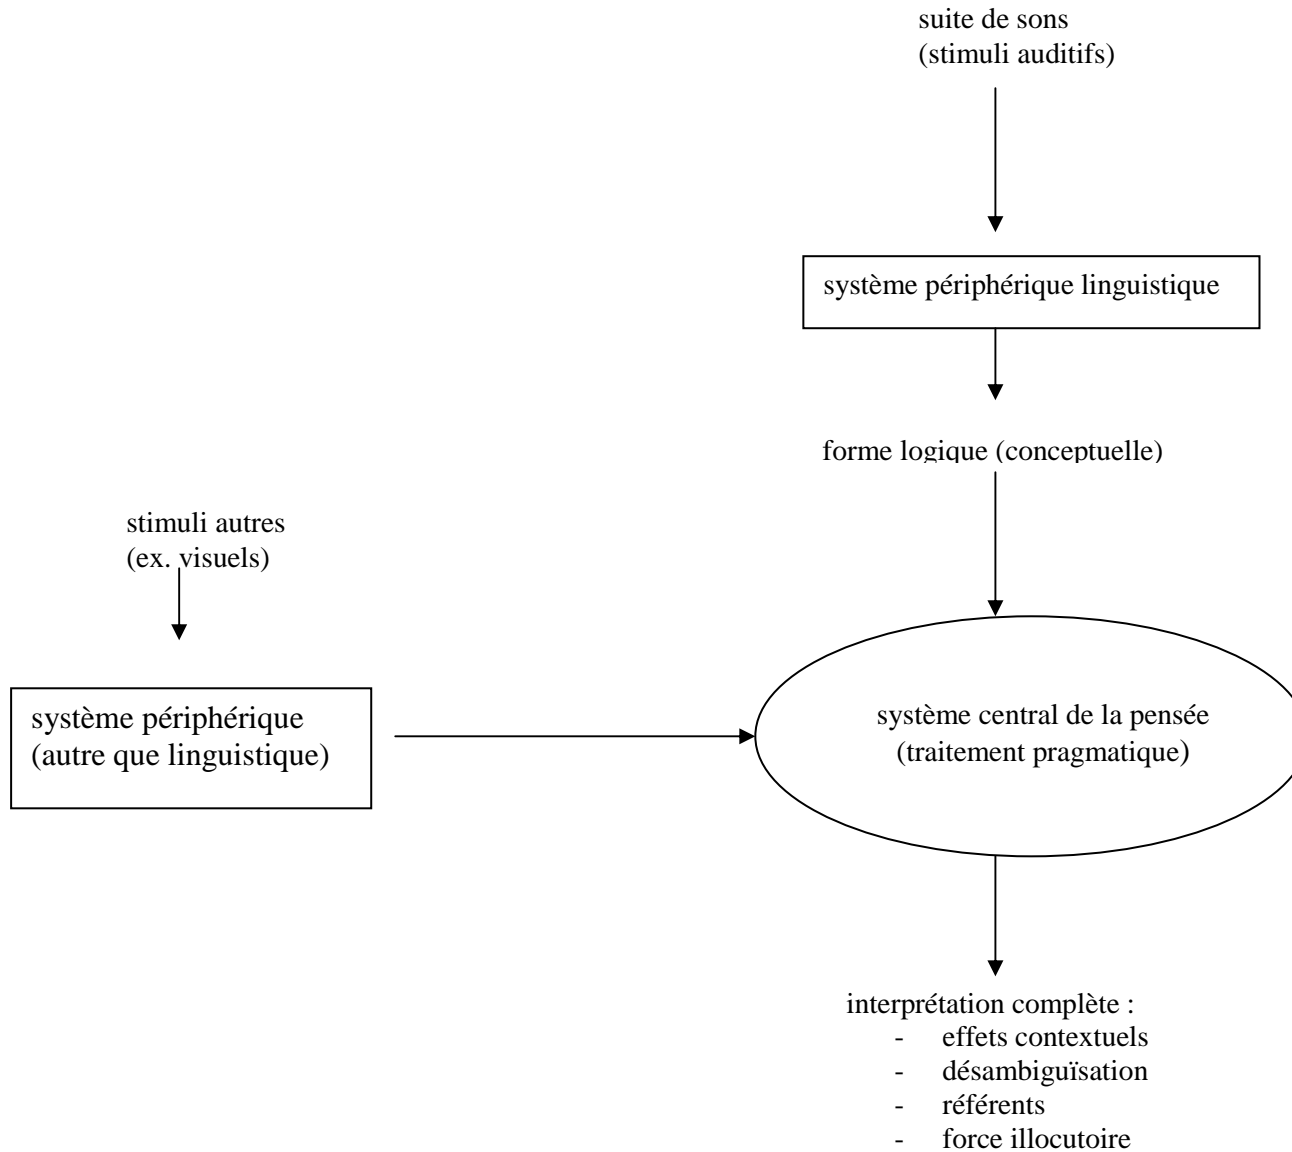 suite de sons
(stimuli auditifs)
système périphérique linguistique
forme logique (conceptuelle)
stimuli autres
(ex. visuels)
système périphérique
(autre que linguistique)
système central de la pensée
(traitement pragmatique)
interprétation complète :
- effets contextuels
- désambiguïsation
- référents
- force illocutoire